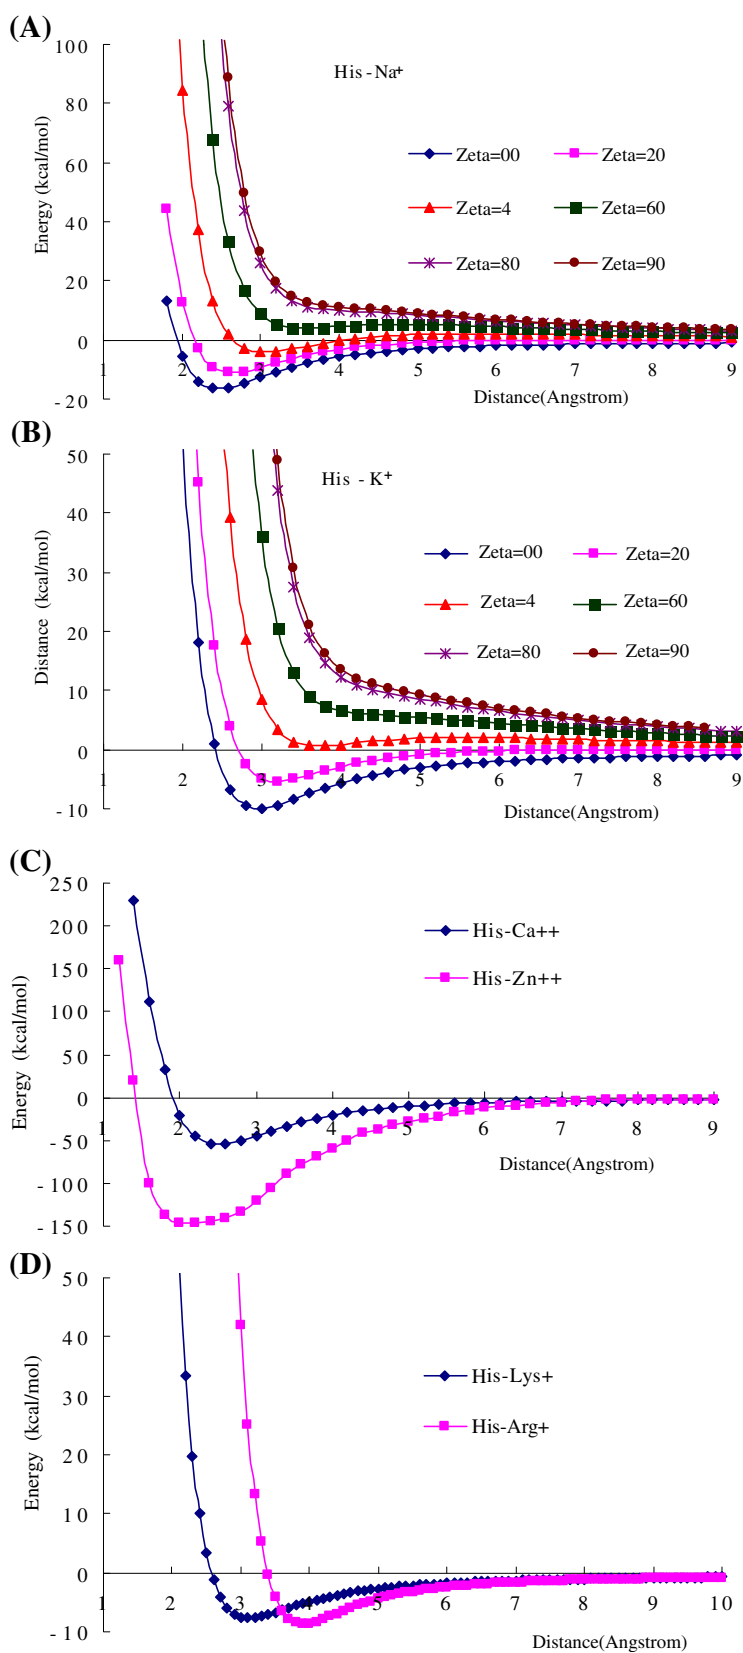 (A)
His-Na+
Energy (kcal/mol)
100
80
60
40
20
0
-20
1 2 3 4 5 6 7 8 9
Zeta=00
Zeta=20
Zeta=4
Zeta=60
Zeta=80
Zeta=90
Distance(Angstrom)
(B)
His - K+
Distance (kcal/mol)
50
40
30
20
10
0
-10
1 2 3 4 5 6 7 8 9
Zeta=00
Zeta=20
Zeta=4
Zeta=60
Zeta=80
Zeta=90
Distance(Angstrom)
(C)
Energy (kcal/mol)
250
200
150
100
50
0
-50
-100
-150
1 2 3 4 5 6 7 8 9
His-Ca++
His-Zn++
Distance(Angstrom)
(D)
Energy (kcal/mol)
50
40
30
20
10
0
-10
1 2 3 4 5 6 7 8 9 10
His-Lys+
His-Arg+
Distance(Angstrom)